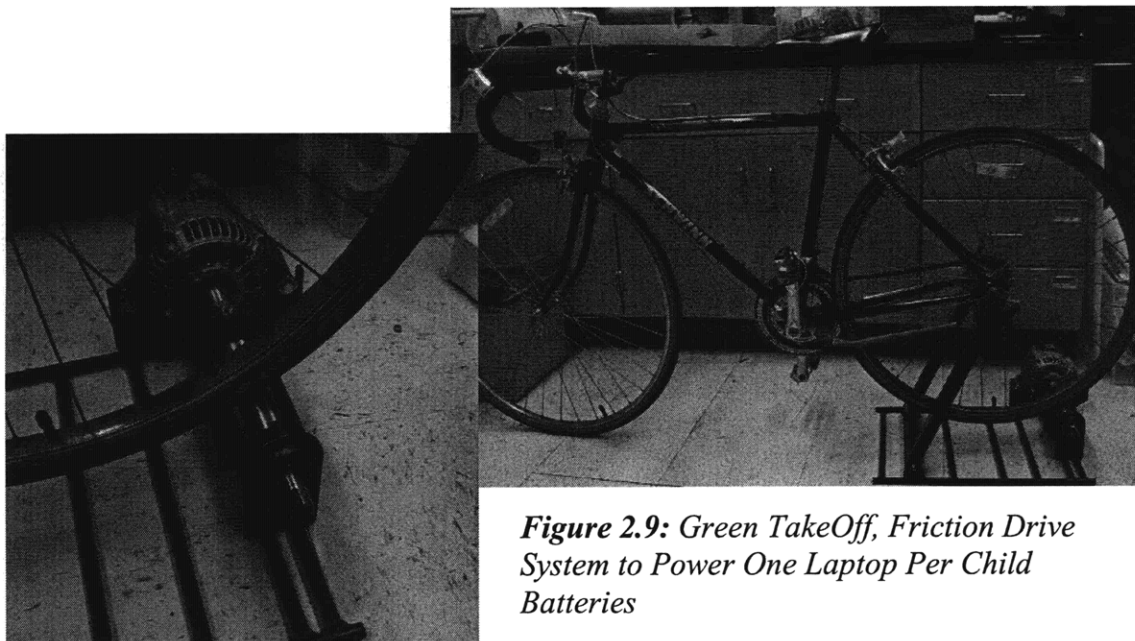 Figure 2.9: Green TakeOff, Friction Drive
System to Power One Laptop Per Child
Batteries